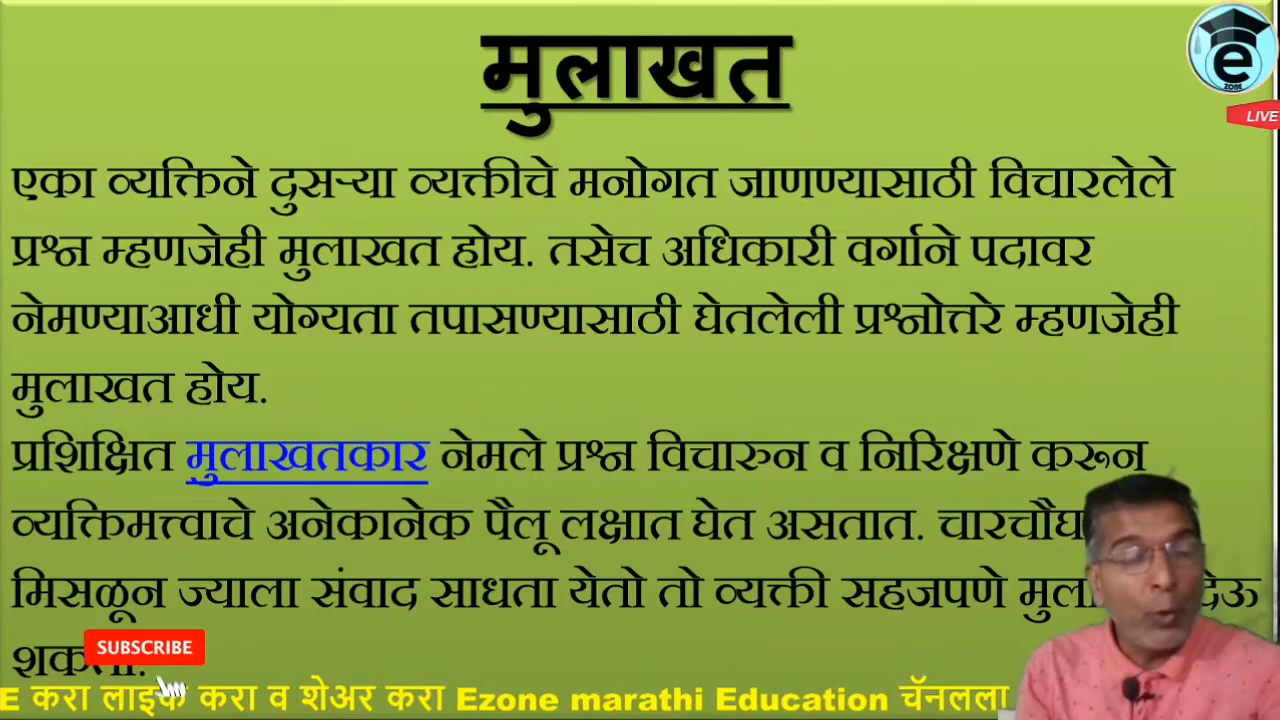 मुलाखत
e
ZONE
LIVE
एका व्यक्तिने दुसऱ्या व्यक्तीचे मनोगत जाणण्यासाठी विचारलेले
प्रश्न म्हणजेही मुलाखत होय. तसेच अधिकारी वर्गाने पदावर
नेमण्याआधी योग्यता तपासण्यासाठी घेतलेली प्रश्नोत्तरे म्हणजेही
मुलाखत होय.
प्रशिक्षित मुलाखतकार नेमले प्रश्न विचारुन व निरिक्षणे करून
व्यक्तिमत्त्वाचे अनेकानेक पैलू लक्षात घेत असतात.
मिसळून ज्याला संवाद साधता येतो तो व्यक्ती सहजपणे
SUBSCRIBE
E करा लाइक करा व शेअर करा Ezone marathi Education चॅनलला